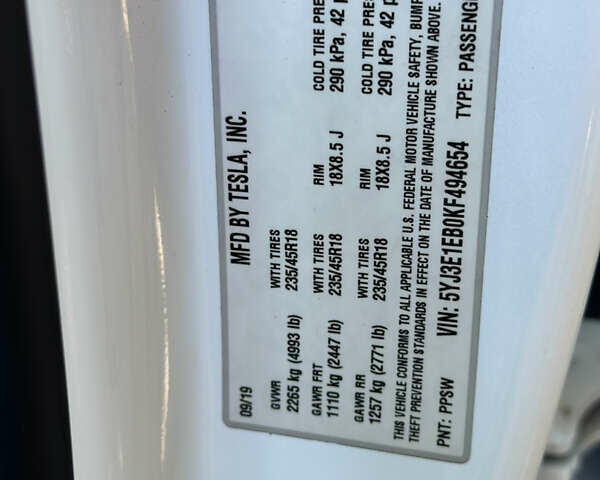 09/19 MFD BY TESLA, INC.
GVWR WITH TIRES
2265 kg (4993 lb) 235/45R18
GAWR FRT WITH TIRES RIM COLD TIRE PRE
1110 kg (2447 lb) 235/45R18 18X8.5 J 290 kPa, 42 p
GAWR RR WITH TIRES RIM COLD TIRE PRE
1257 kg (2771 lb) 235/45R18 18X8.5 J 290 kPa, 42 p
THIS VEHICLE CONFORMS TO ALL APPLICABLE U.S. FEDERAL MOTOR VEHICLE SAFETY, BUMP
THEFT PREVENTION STANDARDS IN EFFECT ON THE DATE OF MANUFACTURE SHOWN ABOVE.
PNT: PPSW VIN: 5YJ3E1EB0KF494654 TYPE: PASSENG